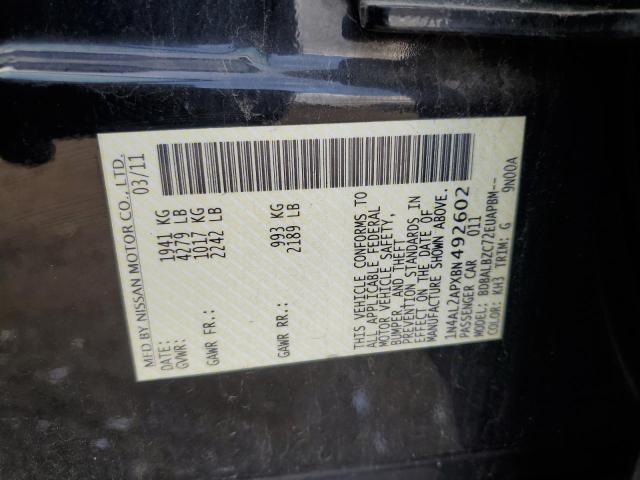 MFD BY NISSAN MOTOR CO., LTD.
DATE: 03/11
GVWR: 1941 KG
4279 LB
GAWR FR.: 1017 KG
2242 LB
GAWR RR.: 993 KG
2189 LB
THIS VEHICLE CONFORMS TO
ALL APPLICABLE FEDERAL
MOTOR VEHICLE SAFETY,
BUMPER, AND THEFT
PREVENTION STANDARDS IN
EFFECT ON THE DATE OF
MANUFACTURE SHOWN ABOVE.
1N4AL2APXBN492602
PASSENGER CAR 011
MODEL: BDBALBZC72EUAPBM--
COLOR: KH3 TRIM: G 9N00A